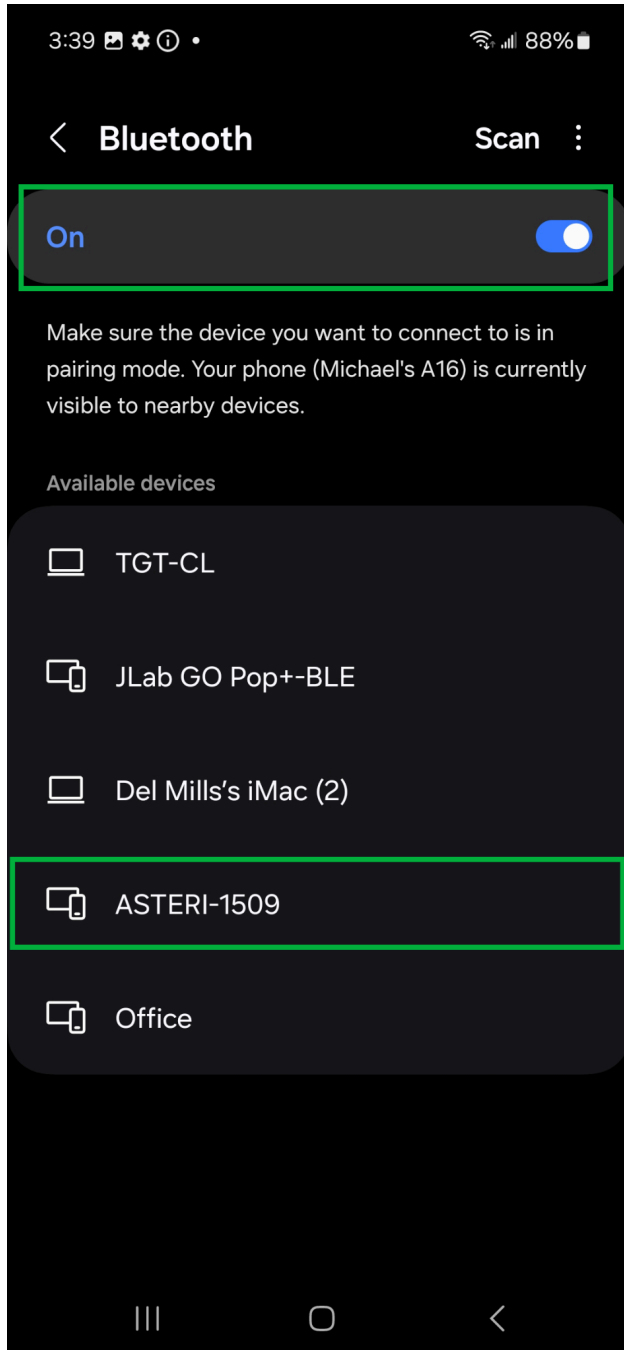 3:39 88%
Bluetooth Scan
On
Make sure the device you want to connect to is in
pairing mode. Your phone (Michael's A16) is currently
visible to nearby devices.
Available devices
TGT-CL
JLab GO Pop+-BLE
Del Mills’s iMac (2)
ASTERI-1509
Office